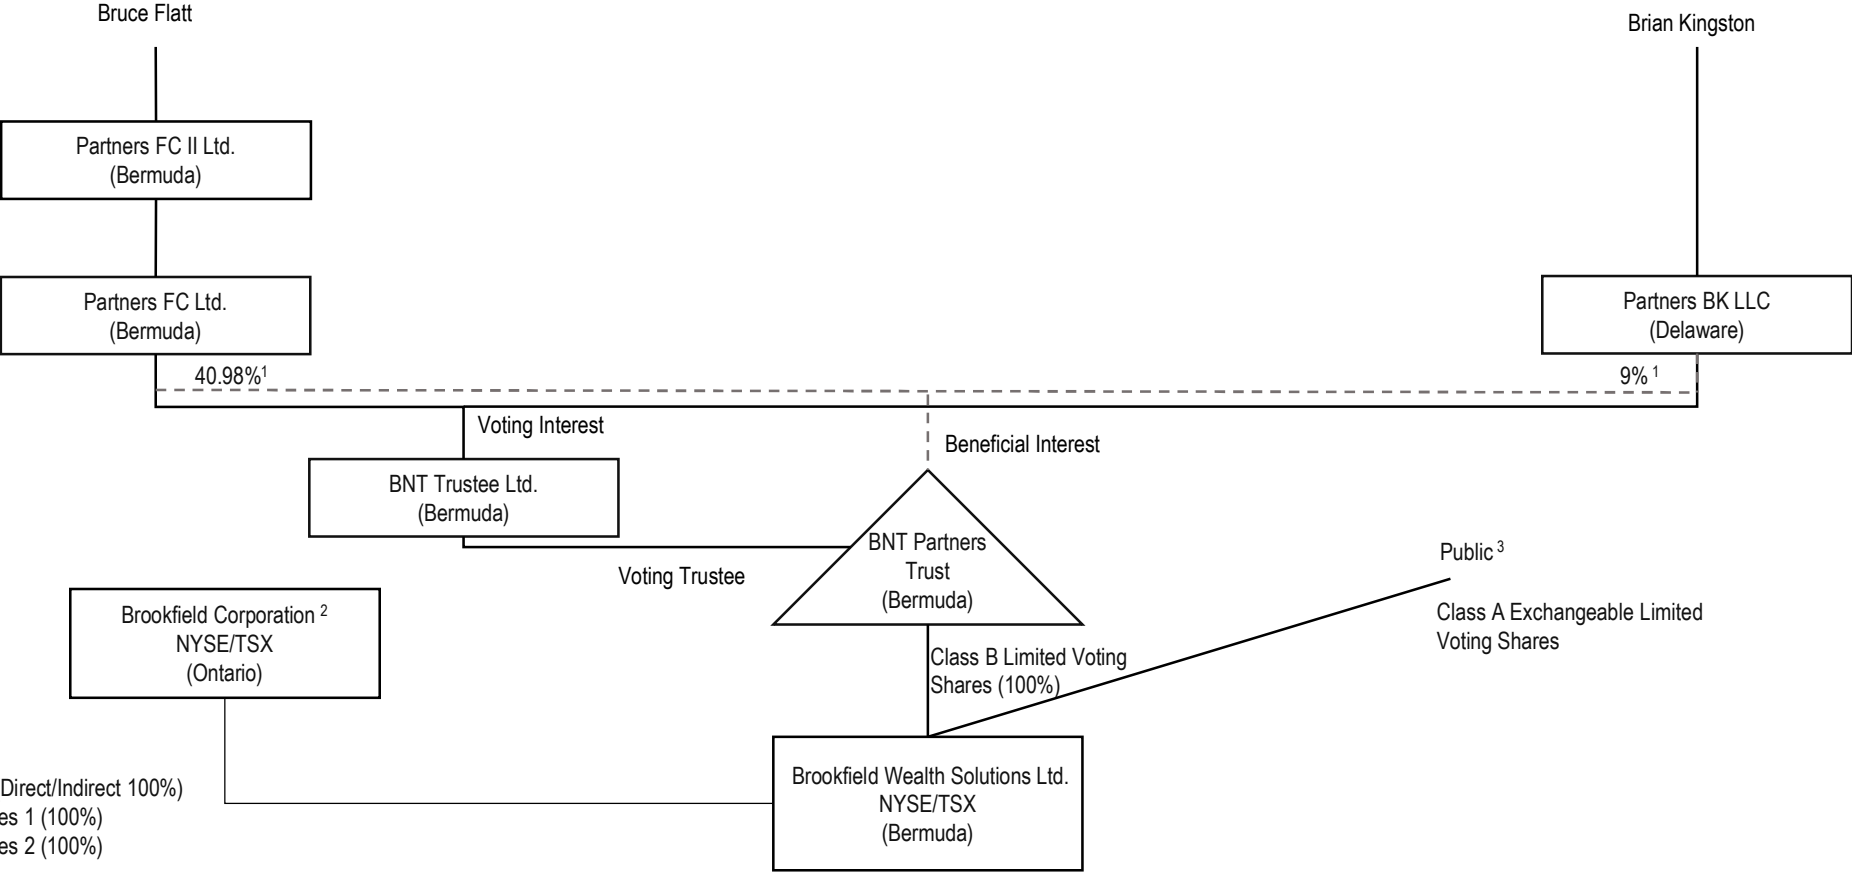 Bruce Flatt
Brian Kingston
Partners FC II Ltd.
(Bermuda)
Partners FC Ltd.
(Bermuda)
Partners BK LLC
(Delaware)
40.98%¹
9% ¹
Voting Interest
Beneficial Interest
BNT Trustee Ltd.
(Bermuda)
Voting Trustee
BNT Partners
Trust
(Bermuda)
Public ³
Class A Exchangeable Limited
Voting Shares
Brookfield Corporation ²
NYSE/TSX
(Ontario)
Class B Limited Voting
Shares (100%)
Brookfield Wealth Solutions Ltd.
NYSE/TSX
(Bermuda)
Direct/Indirect 100%)
1 (100%)
2 (100%)